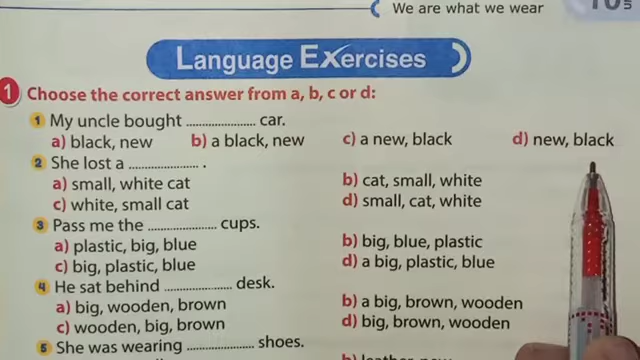 We are what we wear
Language Exercises
1 Choose the correct answer from a, b, c or d:
1 My uncle bought .................... car.
a) black, new b) a black, new c) a new, black d) new, black
2 She lost a .................... .
a) small, white cat b) cat, small, white
c) white, small cat d) small, cat, white
3 Pass me the .................... cups.
a) plastic, big, blue b) big, blue, plastic
c) big, plastic, blue d) a big, plastic, blue
4 He sat behind .................... desk.
a) big, wooden, brown b) a big, brown, wooden
c) wooden, big, brown d) big, brown, wooden
5 She was wearing .................... shoes.